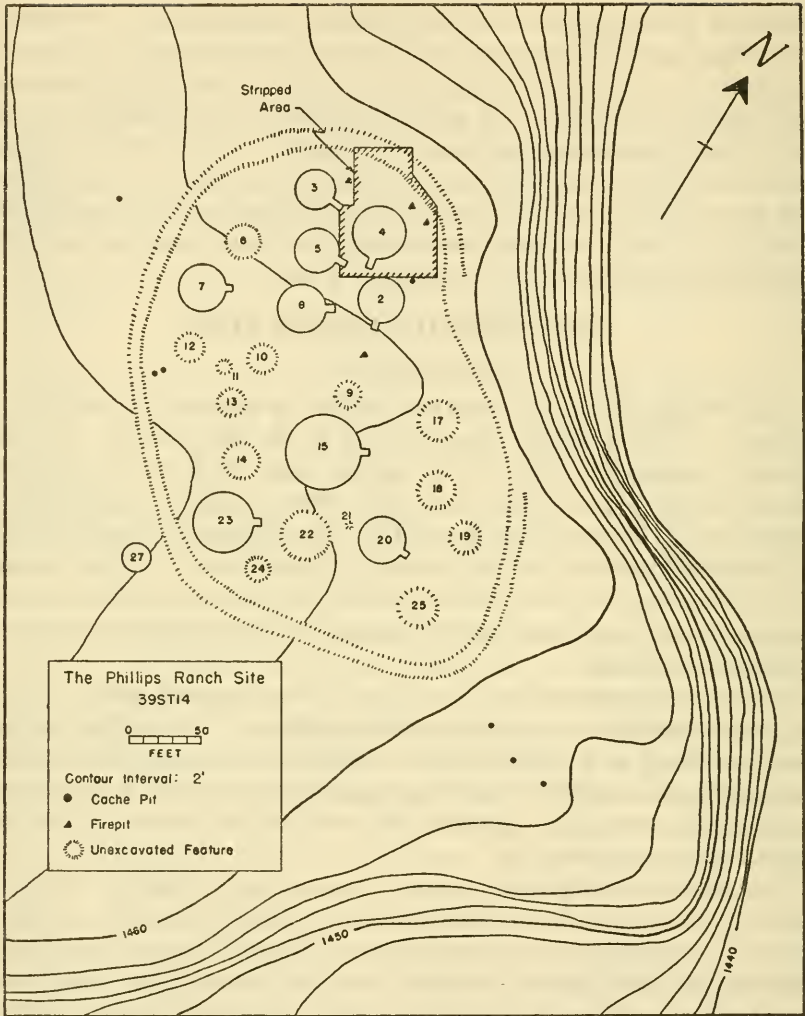 N
Stripped
Area
3
4
6
5
7
8
2
12
10
11
13
9
17
15
14
18
23
22
21
20
19
27
24
25
The Phillips Ranch Site
39ST14
0 50
FEET
Contour Interval: 2'
Cache Pit
Firepit
Unexcavated Feature
1460
1450
1440